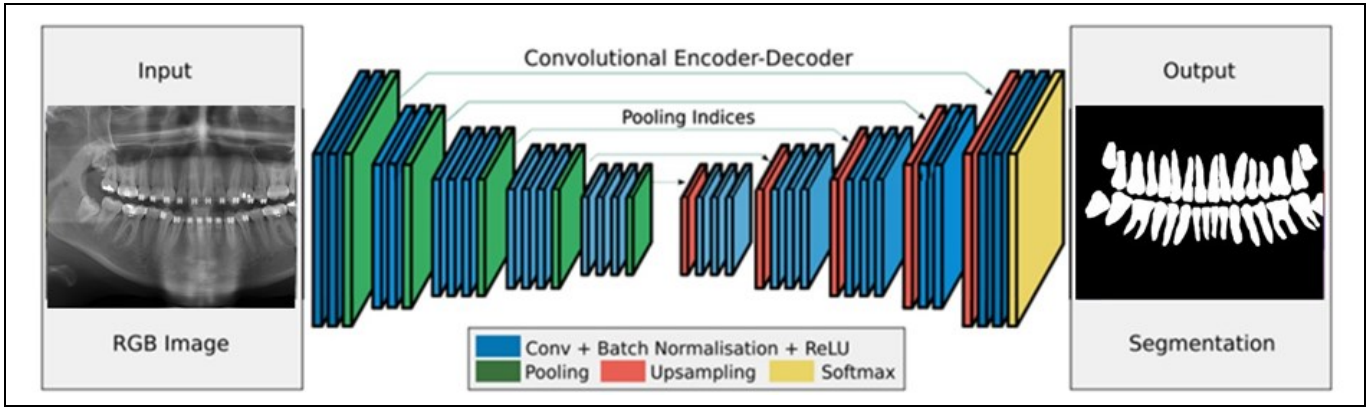 Input
RGB Image
Convolutional Encoder-Decoder
Pooling Indices
Conv + Batch Normalisation + ReLU
Pooling Upsampling Softmax
Output
Segmentation